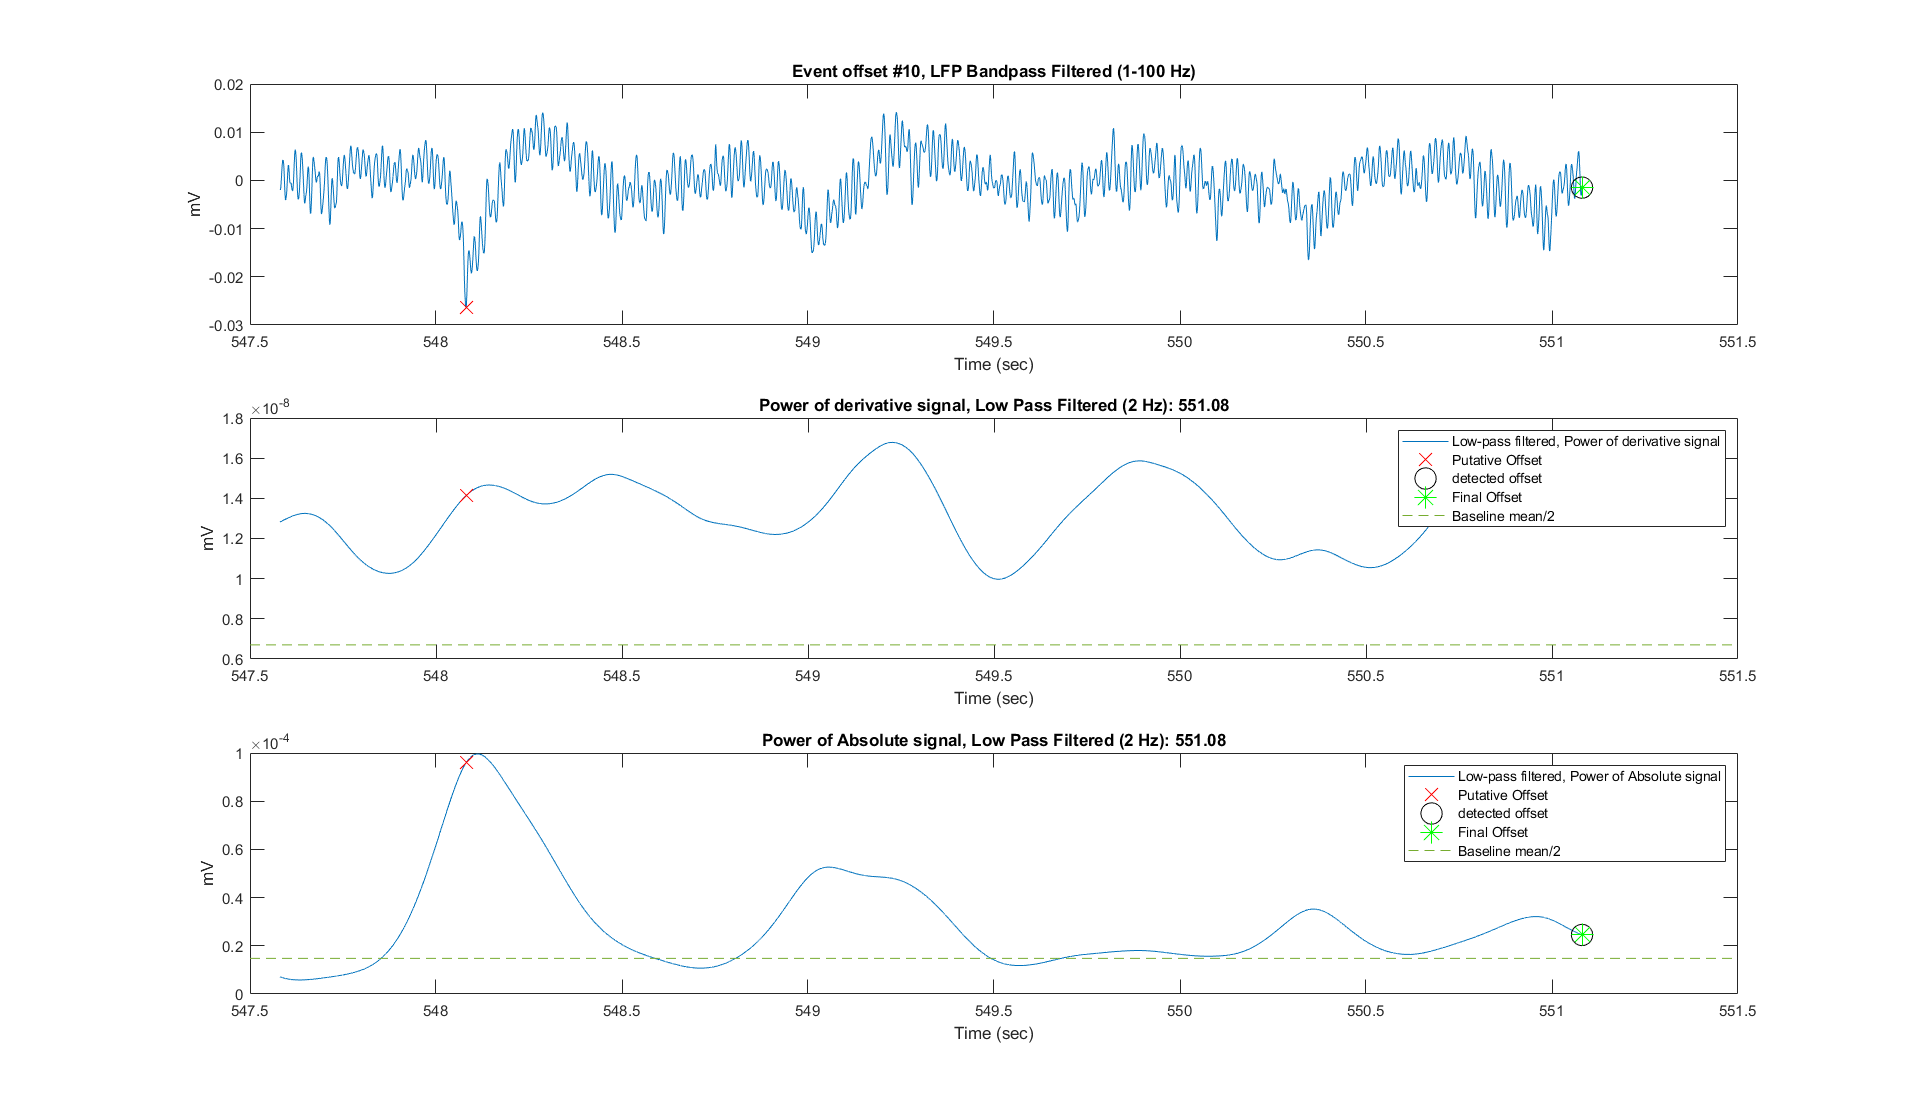 Event offset #10, LFP Bandpass Filtered (1-100 Hz)
0.02
0.01
0
-0.01
-0.02
-0.03
mV
547.5 548 548.5 549 549.5 550 550.5 551 551.5
Time (sec)
Power of derivative signal, Low Pass Filtered (2 Hz): 551.08
×10-8
1.8
1.6
1.4
1.2
1
0.8
0.6
mV
Low-pass filtered, Power of derivative signal
Putative Offset
detected offset
Final Offset
Baseline mean/2
547.5 548 548.5 549 549.5 550 550.5 551 551.5
Time (sec)
Power of Absolute signal, Low Pass Filtered (2 Hz): 551.08
×10-4
1
0.8
0.6
0.4
0.2
0
mV
Low-pass filtered, Power of Absolute signal
Putative Offset
detected offset
Final Offset
Baseline mean/2
547.5 548 548.5 549 549.5 550 550.5 551 551.5
Time (sec)